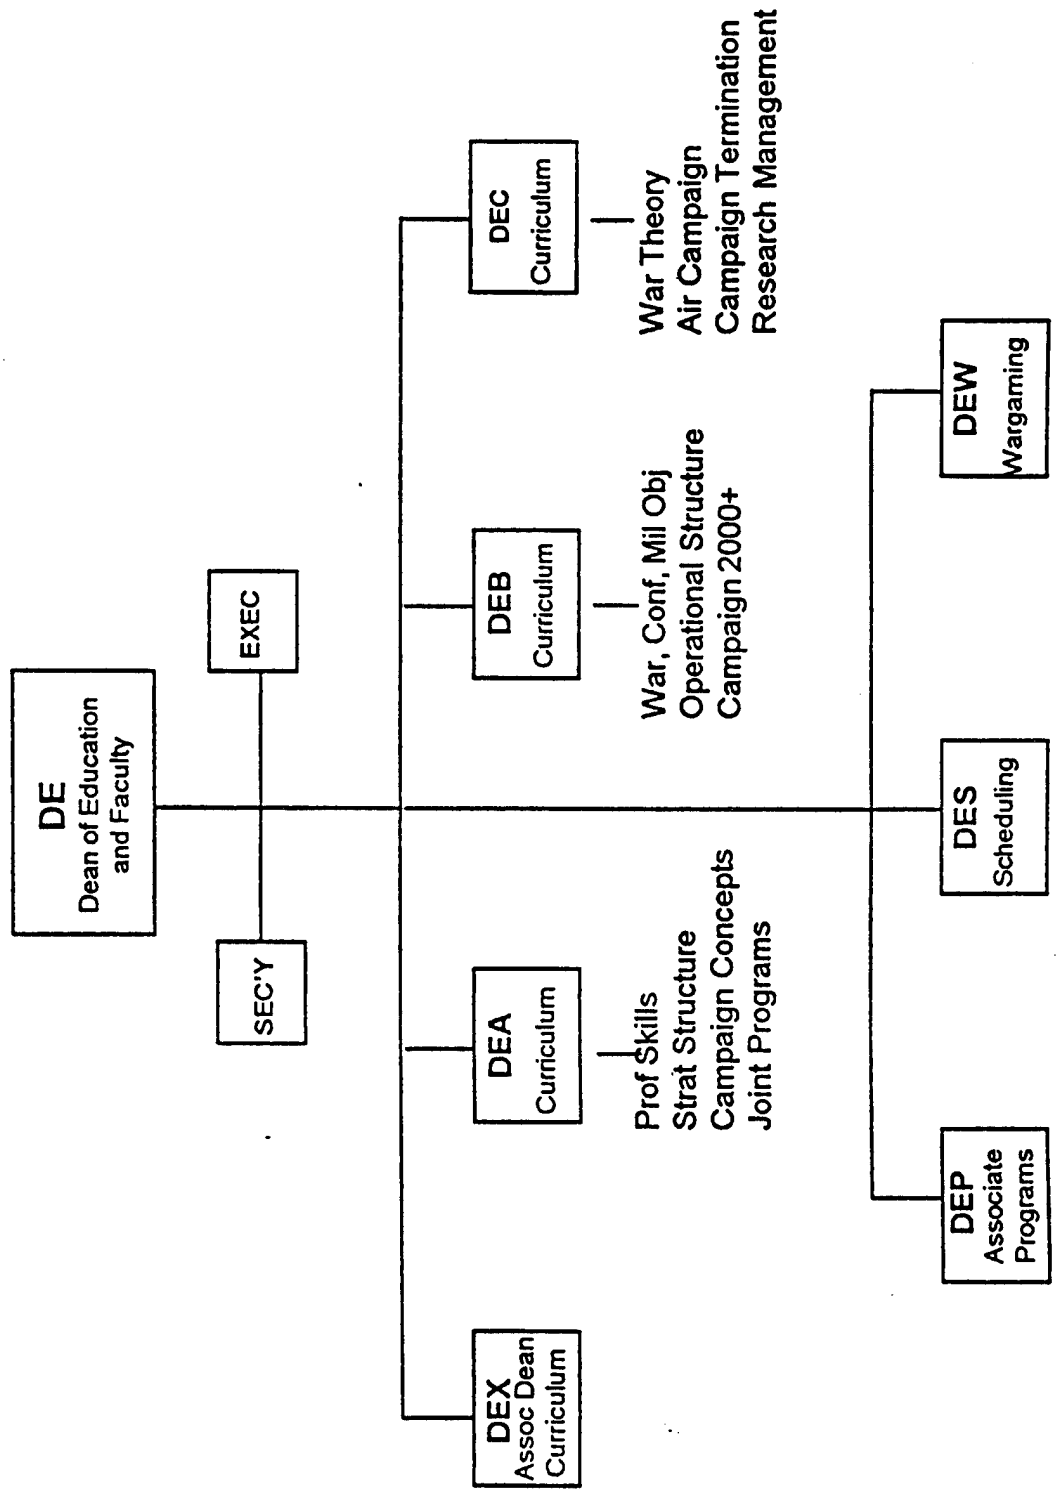 DE
Dean of Education
and Faculty
SEC'Y
EXEC
DEX
Assoc Dean
Curriculum
DEA
Curriculum
Prof Skills
Strat Structure
Campaign Concepts
Joint Programs
DEB
Curriculum
War, Conf, Mil Obj
Operational Structure
Campaign 2000+
DEC
Curriculum
War Theory
Air Campaign
Campaign Termination
Research Management
DEP
Associate
Programs
DES
Scheduling
DEW
Wargaming